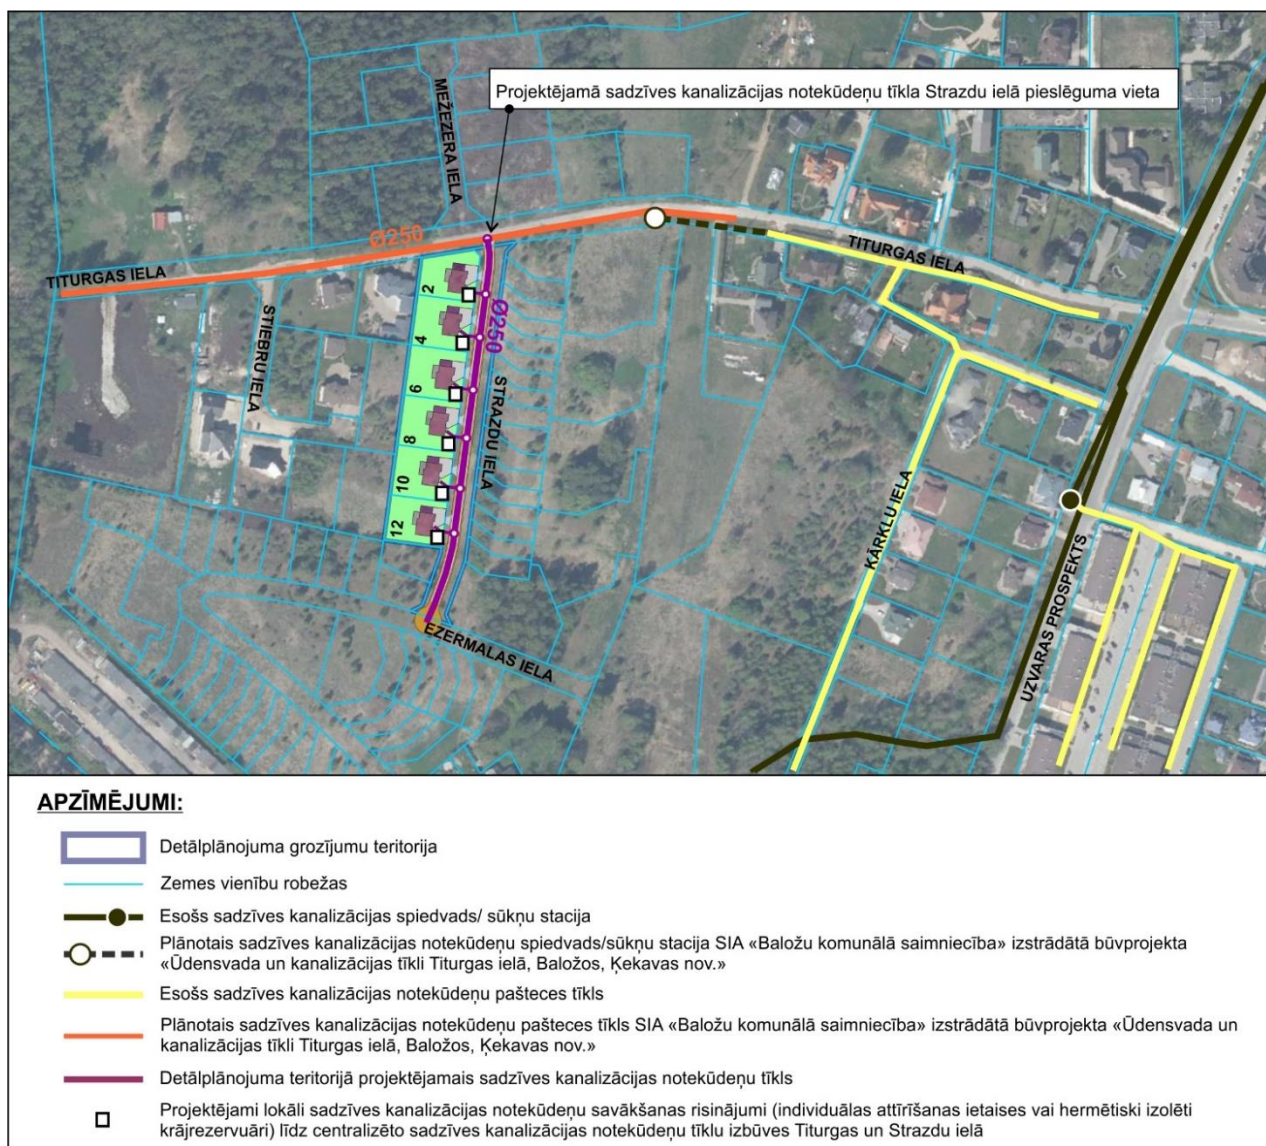 Projektējamā sadzīves kanalizācijas notekūdeņu tīkla Strazdu ielā pieslēguma vieta
MEŽEZERA IELA
Ø250
TITURGAS IELA
TITURGAS IELA
STIEBRU IELA
2
4
6
8
10
12
Ø250
STRAZDU IELA
EZERMALAS IELA
KĀRKLU IELA
UZVARAS PROSPEKTS
APZĪMĒJUMI:
Detālplānojuma grozījumu teritorija
Zemes vienību robežas
Esošs sadzīves kanalizācijas spiedvads/ sūkņu stacija
Plānotais sadzīves kanalizācijas notekūdeņu spiedvads/sūkņu stacija SIA «Baložu komunālā saimniecība» izstrādātā būvprojekta
«Ūdensvada un kanalizācijas tīkli Titurgas ielā, Baložos, Ķekavas nov.»
Esošs sadzīves kanalizācijas notekūdeņu pašteces tīkls
Plānotais sadzīves kanalizācijas notekūdeņu pašteces tīkls SIA «Baložu komunālā saimniecība» izstrādātā būvprojekta «Ūdensvada un
kanalizācijas tīkli Titurgas ielā, Baložos, Ķekavas nov.»
Detālplānojuma teritorijā projektējamais sadzīves kanalizācijas notekūdeņu tīkls
Projektējami lokāli sadzīves kanalizācijas notekūdeņu savākšanas risinājumi (individuālas attīrīšanas ietaises vai hermētiski izolēti
krājrezervuāri) līdz centralizēto sadzīves kanalizācijas notekūdeņu tīklu izbūves Titurgas un Strazdu ielā